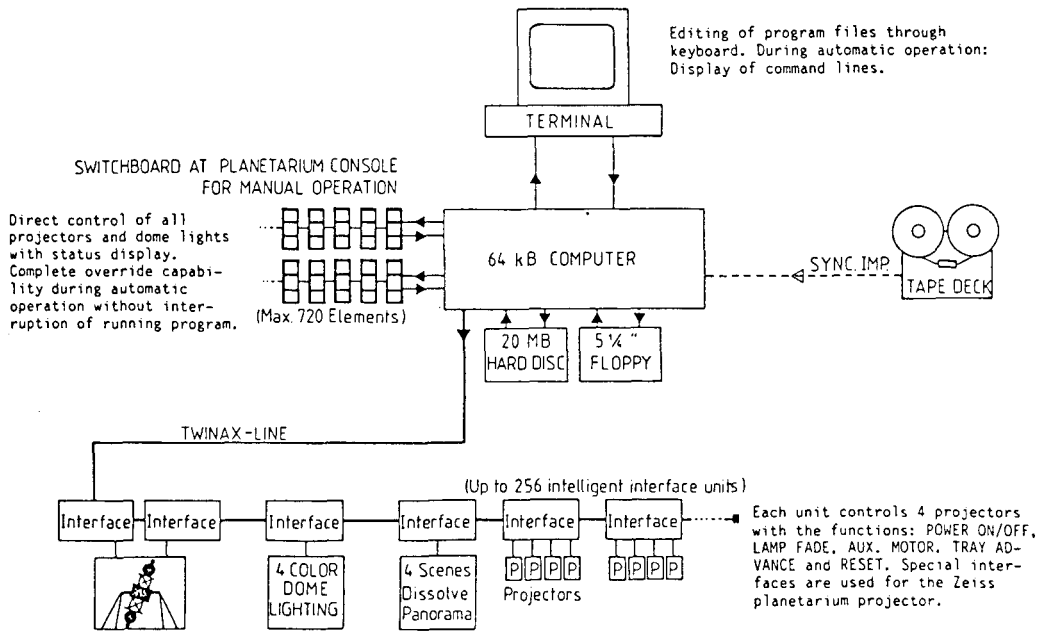 Editing of program files through
keyboard. During automatic operation:
Display of command lines.
TERMINAL
SWITCHBOARD AT PLANETARIUM CONSOLE
FOR MANUAL OPERATION
Direct control of all
projectors and dome lights
with status display.
Complete override capabi-
lity during automatic
operation without inter-
ruption of running program.
(Max. 720 Elements)
64 kB COMPUTER
SYNC. IMP.
TAPE DECK
20 MB
HARD DISC
5 1/4 "
FLOPPY
TWINAX-LINE
(Up to 256 intelligent interface units)
Interface
Interface
Interface
Interface
Interface
Interface
4 COLOR
DOME
LIGHTING
4 Scenes
Dissolve
Panorama
P P P P
Projectors
P P P P
Each unit controls 4 projectors
with the functions: POWER ON/OFF,
LAMP FADE, AUX. MOTOR, TRAY AD-
VANCE and RESET. Special inter-
faces are used for the Zeiss
planetarium projector.